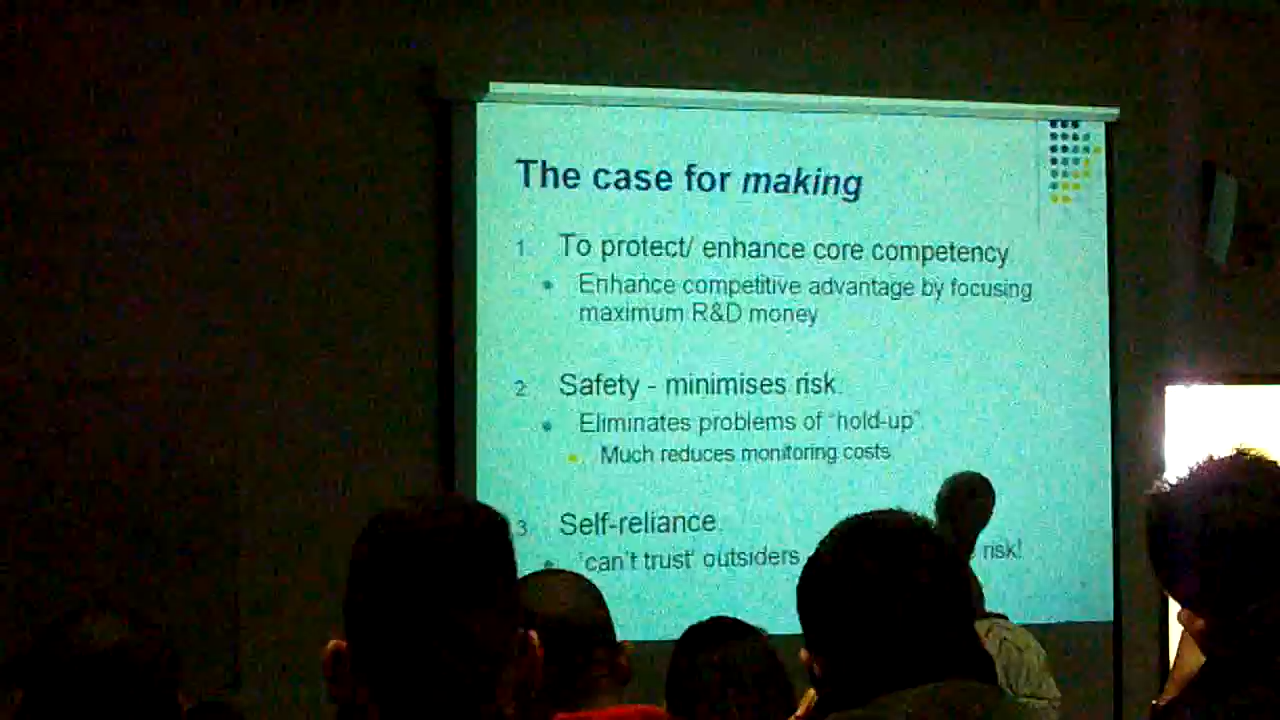 The case for making
1. To protect/ enhance core competency
Enhance competitive advantage by focusing
maximum R&D money
2. Safety - minimises risk.
Eliminates problems of "hold-up"
Much reduces monitoring costs
3. Self-reliance
'can't trust' outsiders risk!